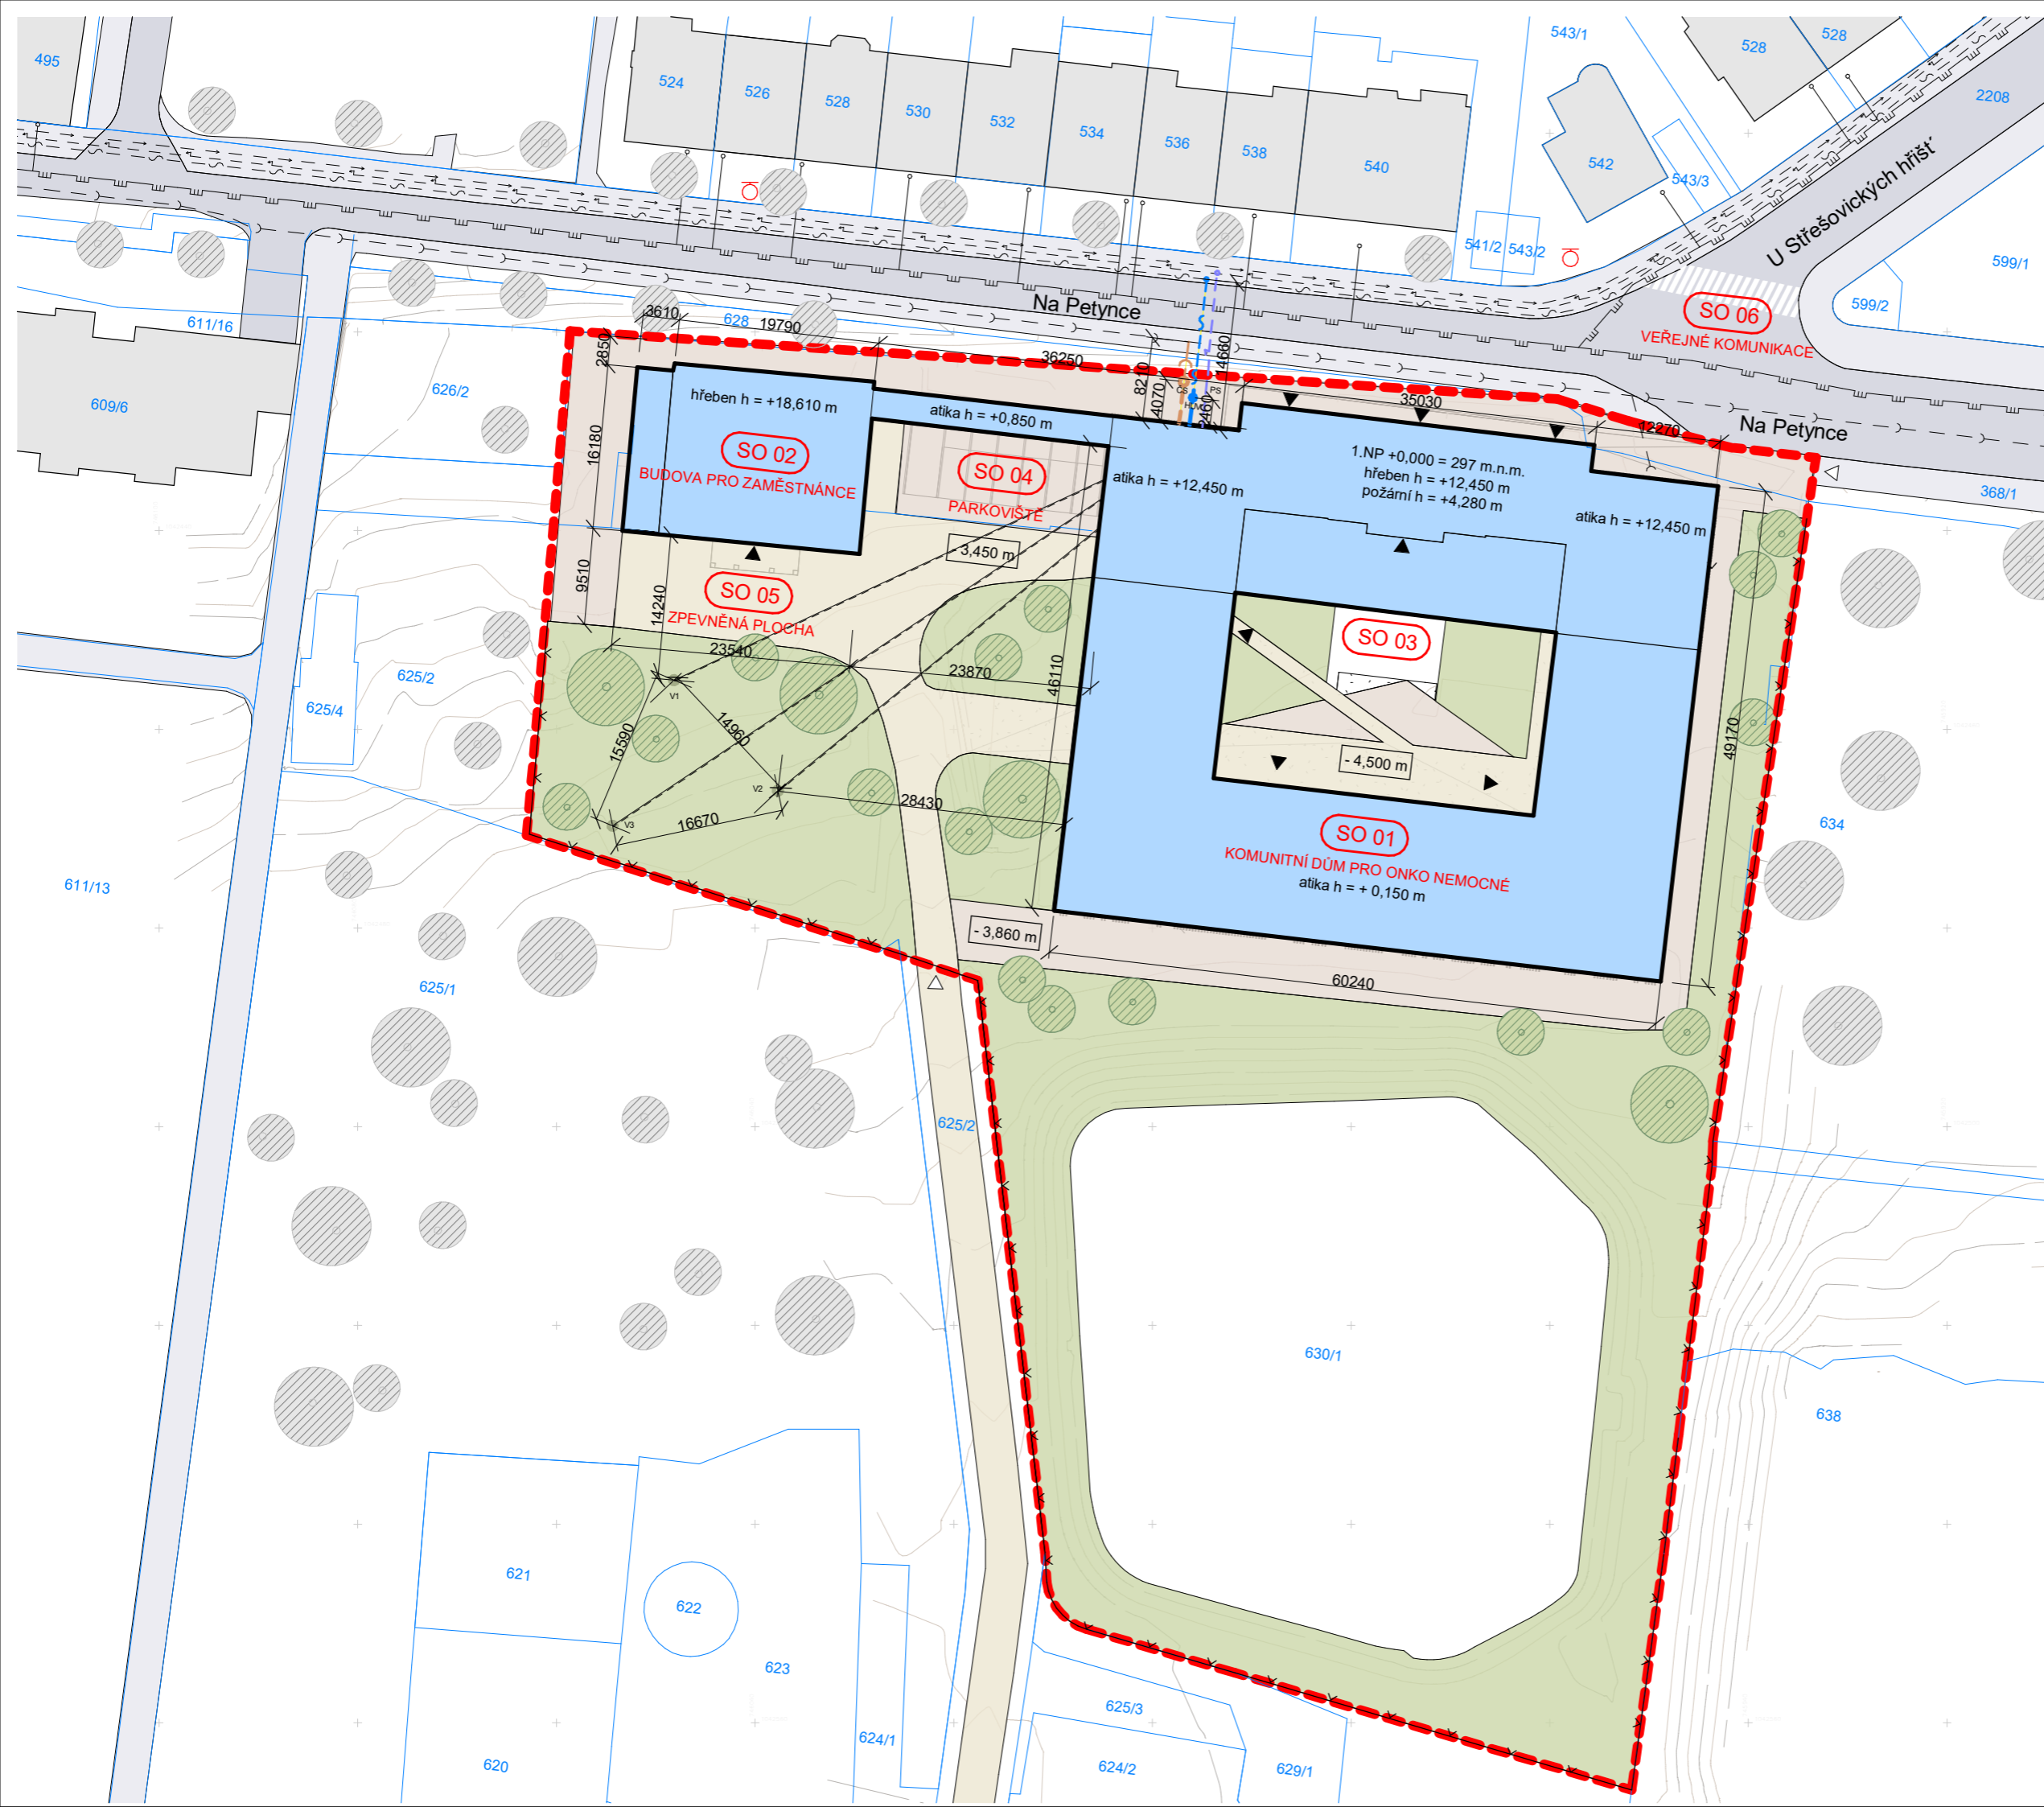 495
524
526
528
530
532
534
536
538
540
543/1
528
528
2208
542
543/3
541/2
543/2
U Střešovických hřišť
599/1
599/2
611/16
628
Na Petynce
SO 06
VEŘEJNÉ KOMUNIKACE
Na Petynce
368/1
609/6
626/2
3610
19790
2850
36250
14660
8210
4070
2460
ČS
PS
35030
12270
hřeben h = +18,610 m
atika h = +0,850 m
SO 02
BUDOVA PRO ZAMĚSTNÁNCE
16180
SO 04
PARKOVIŠTĚ
atika h = +12,450 m
1.NP +0,000 = 297 m.n.m.
hřeben h = +12,450 m
požární h = +4,280 m
atika h = +12,450 m
- 3,450 m
9510
14240
SO 05
ZPEVNĚNÁ PLOCHA
23540
23870
46110
SO 03
- 4,500 m
49170
625/2
625/4
V1
14960
15590
V2
V3
16670
28430
SO 01
KOMUNITNÍ DŮM PRO ONKO NEMOCNÉ
atika h = + 0,150 m
634
- 3,860 m
60240
611/13
625/1
625/2
630/1
638
621
622
623
620
624/1
625/3
624/2
629/1